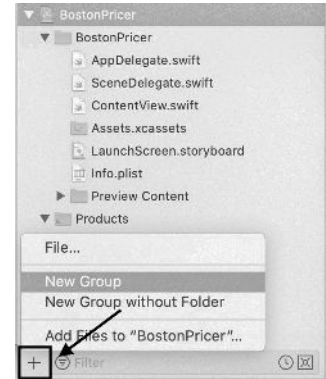 BostonPricer
BostonPricer
AppDelegate.swift
SceneDelegate.swift
ContentView.swift
Assets.xcassets
LaunchScreen.storyboard
Info.plist
Preview Content
Products
File...
New Group
New Group without Folder
Add Files to “BostonPricer”...
Filter